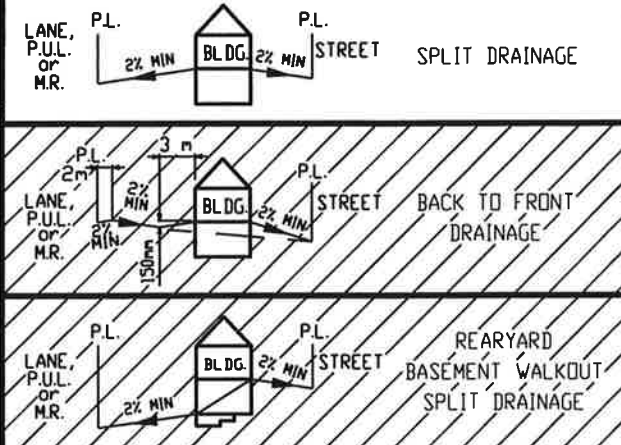 LANE,
P.U.L.
or
M.R.
P.L.
2% MIN
BLDG.
2% MIN
P.L.
STREET
SPLIT DRAINAGE
LANE,
P.U.L.
or
M.R.
P.L.
2m
2% MIN
2% MIN
3 m
150mm
BLDG.
2% MIN
P.L.
STREET
BACK TO FRONT
DRAINAGE
LANE,
P.U.L.
or
M.R.
P.L.
2% MIN
BLDG.
2% MIN
P.L.
STREET
REARYARD
BASEMENT WALKOUT
SPLIT DRAINAGE